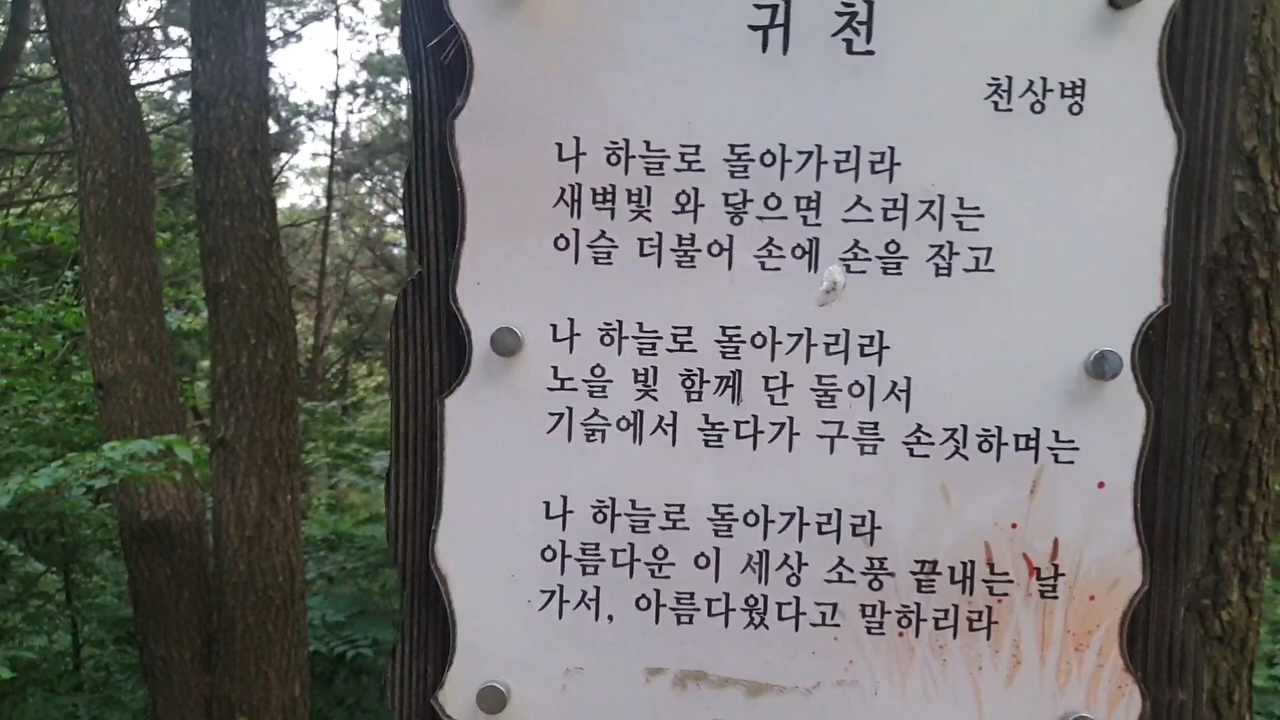 귀 천
천상병
나 하늘로 돌아가리라
새벽빛 와 닿으면 스러지는
이슬 더불어 손에 손을 잡고
나 하늘로 돌아가리라
노을 빛 함께 단 둘이서
기슭에서 놀다가 구름 손짓하며는
나 하늘로 돌아가리라
아름다운 이 세상 소풍 끝내는 날
가서, 아름다웠다고 말하리라